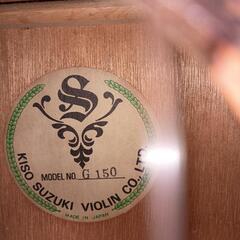 S
MODEL NO. G 150
KISO SUZUKI VIOLIN CO., LTD.
MADE IN JAPAN